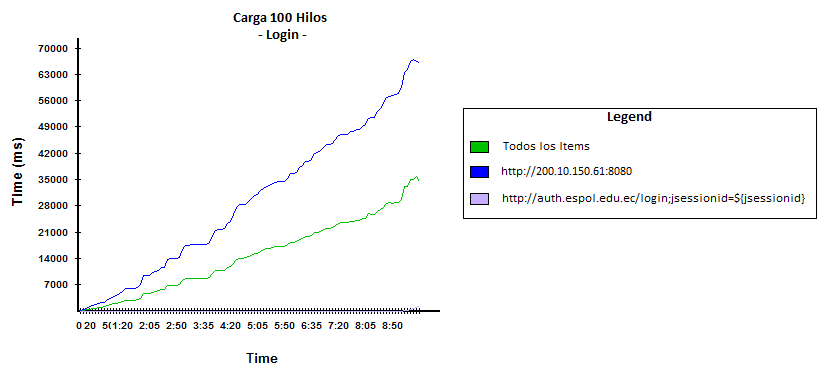 Carga 100 Hilos
- Login -
70000
63000
56000
49000
42000
35000
28000
21000
14000
7000
Time (ms)
0 20 50 1:20 2:05 2:50 3:35 4:20 5:05 5:50 6:35 7:20 8:05 8:50
Time
Legend
Todos los Items
http://200.10.150.61:8080
http://auth.espol.edu.ec/login;jsessionid=${jsessionid}